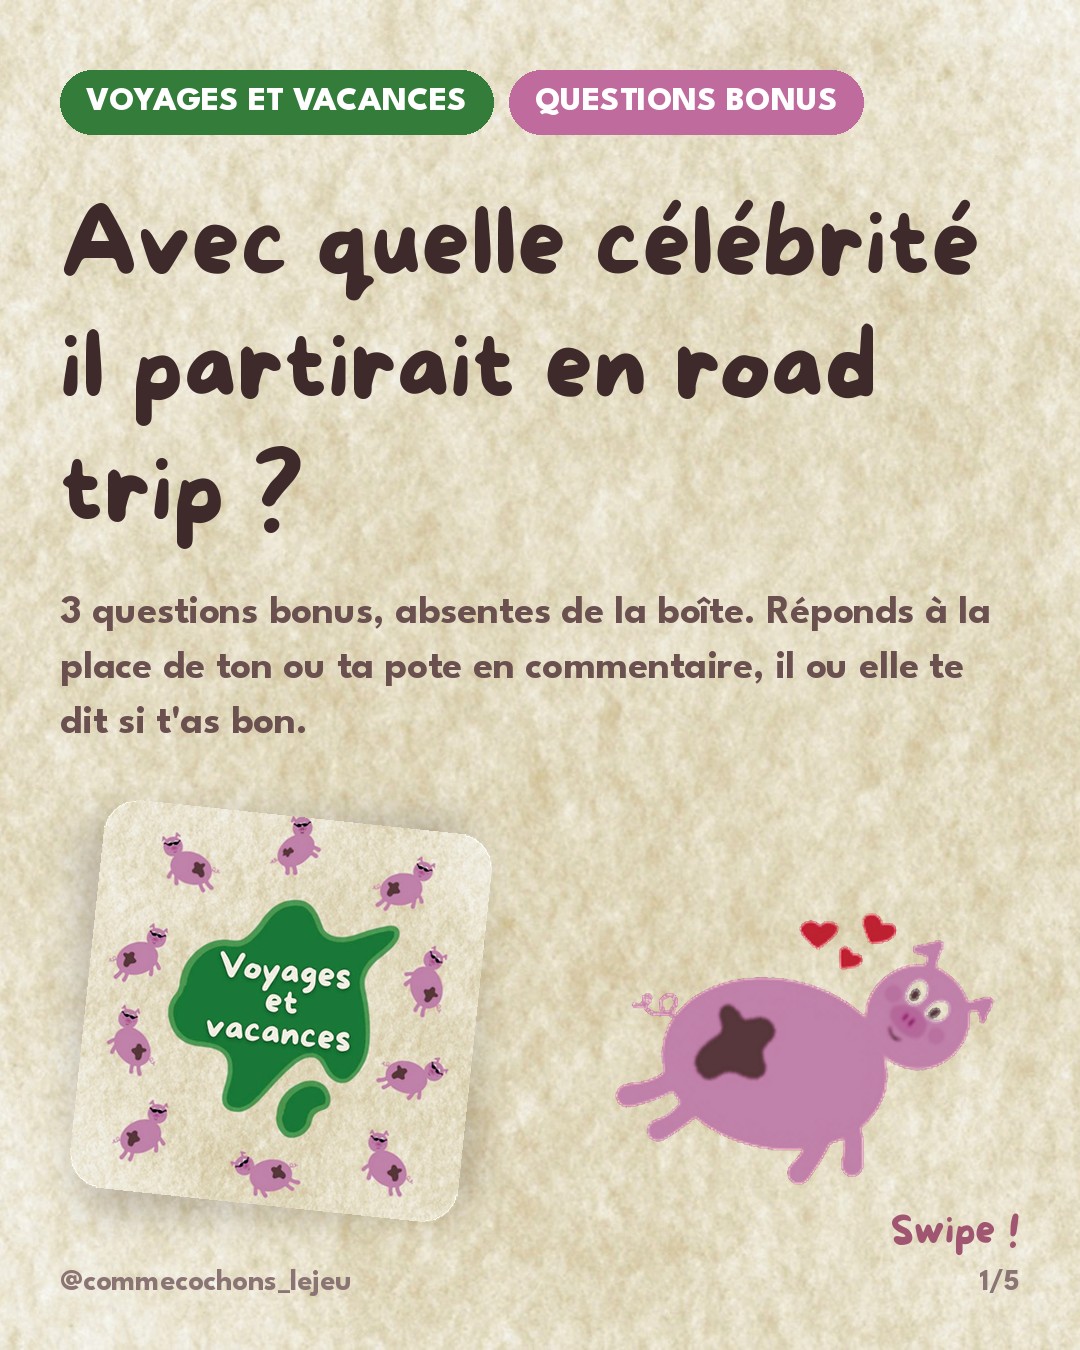 VOYAGES ET VACANCES
QUESTIONS BONUS
Avec quelle célébrité
il partirait en road
trip ?
3 questions bonus, absentes de la boîte. Réponds à la
place de ton ou ta pote en commentaire, il ou elle te
dit si t'as bon.
Voyages
et
vacances
Swipe !
@commecochons_lejeu
1/5